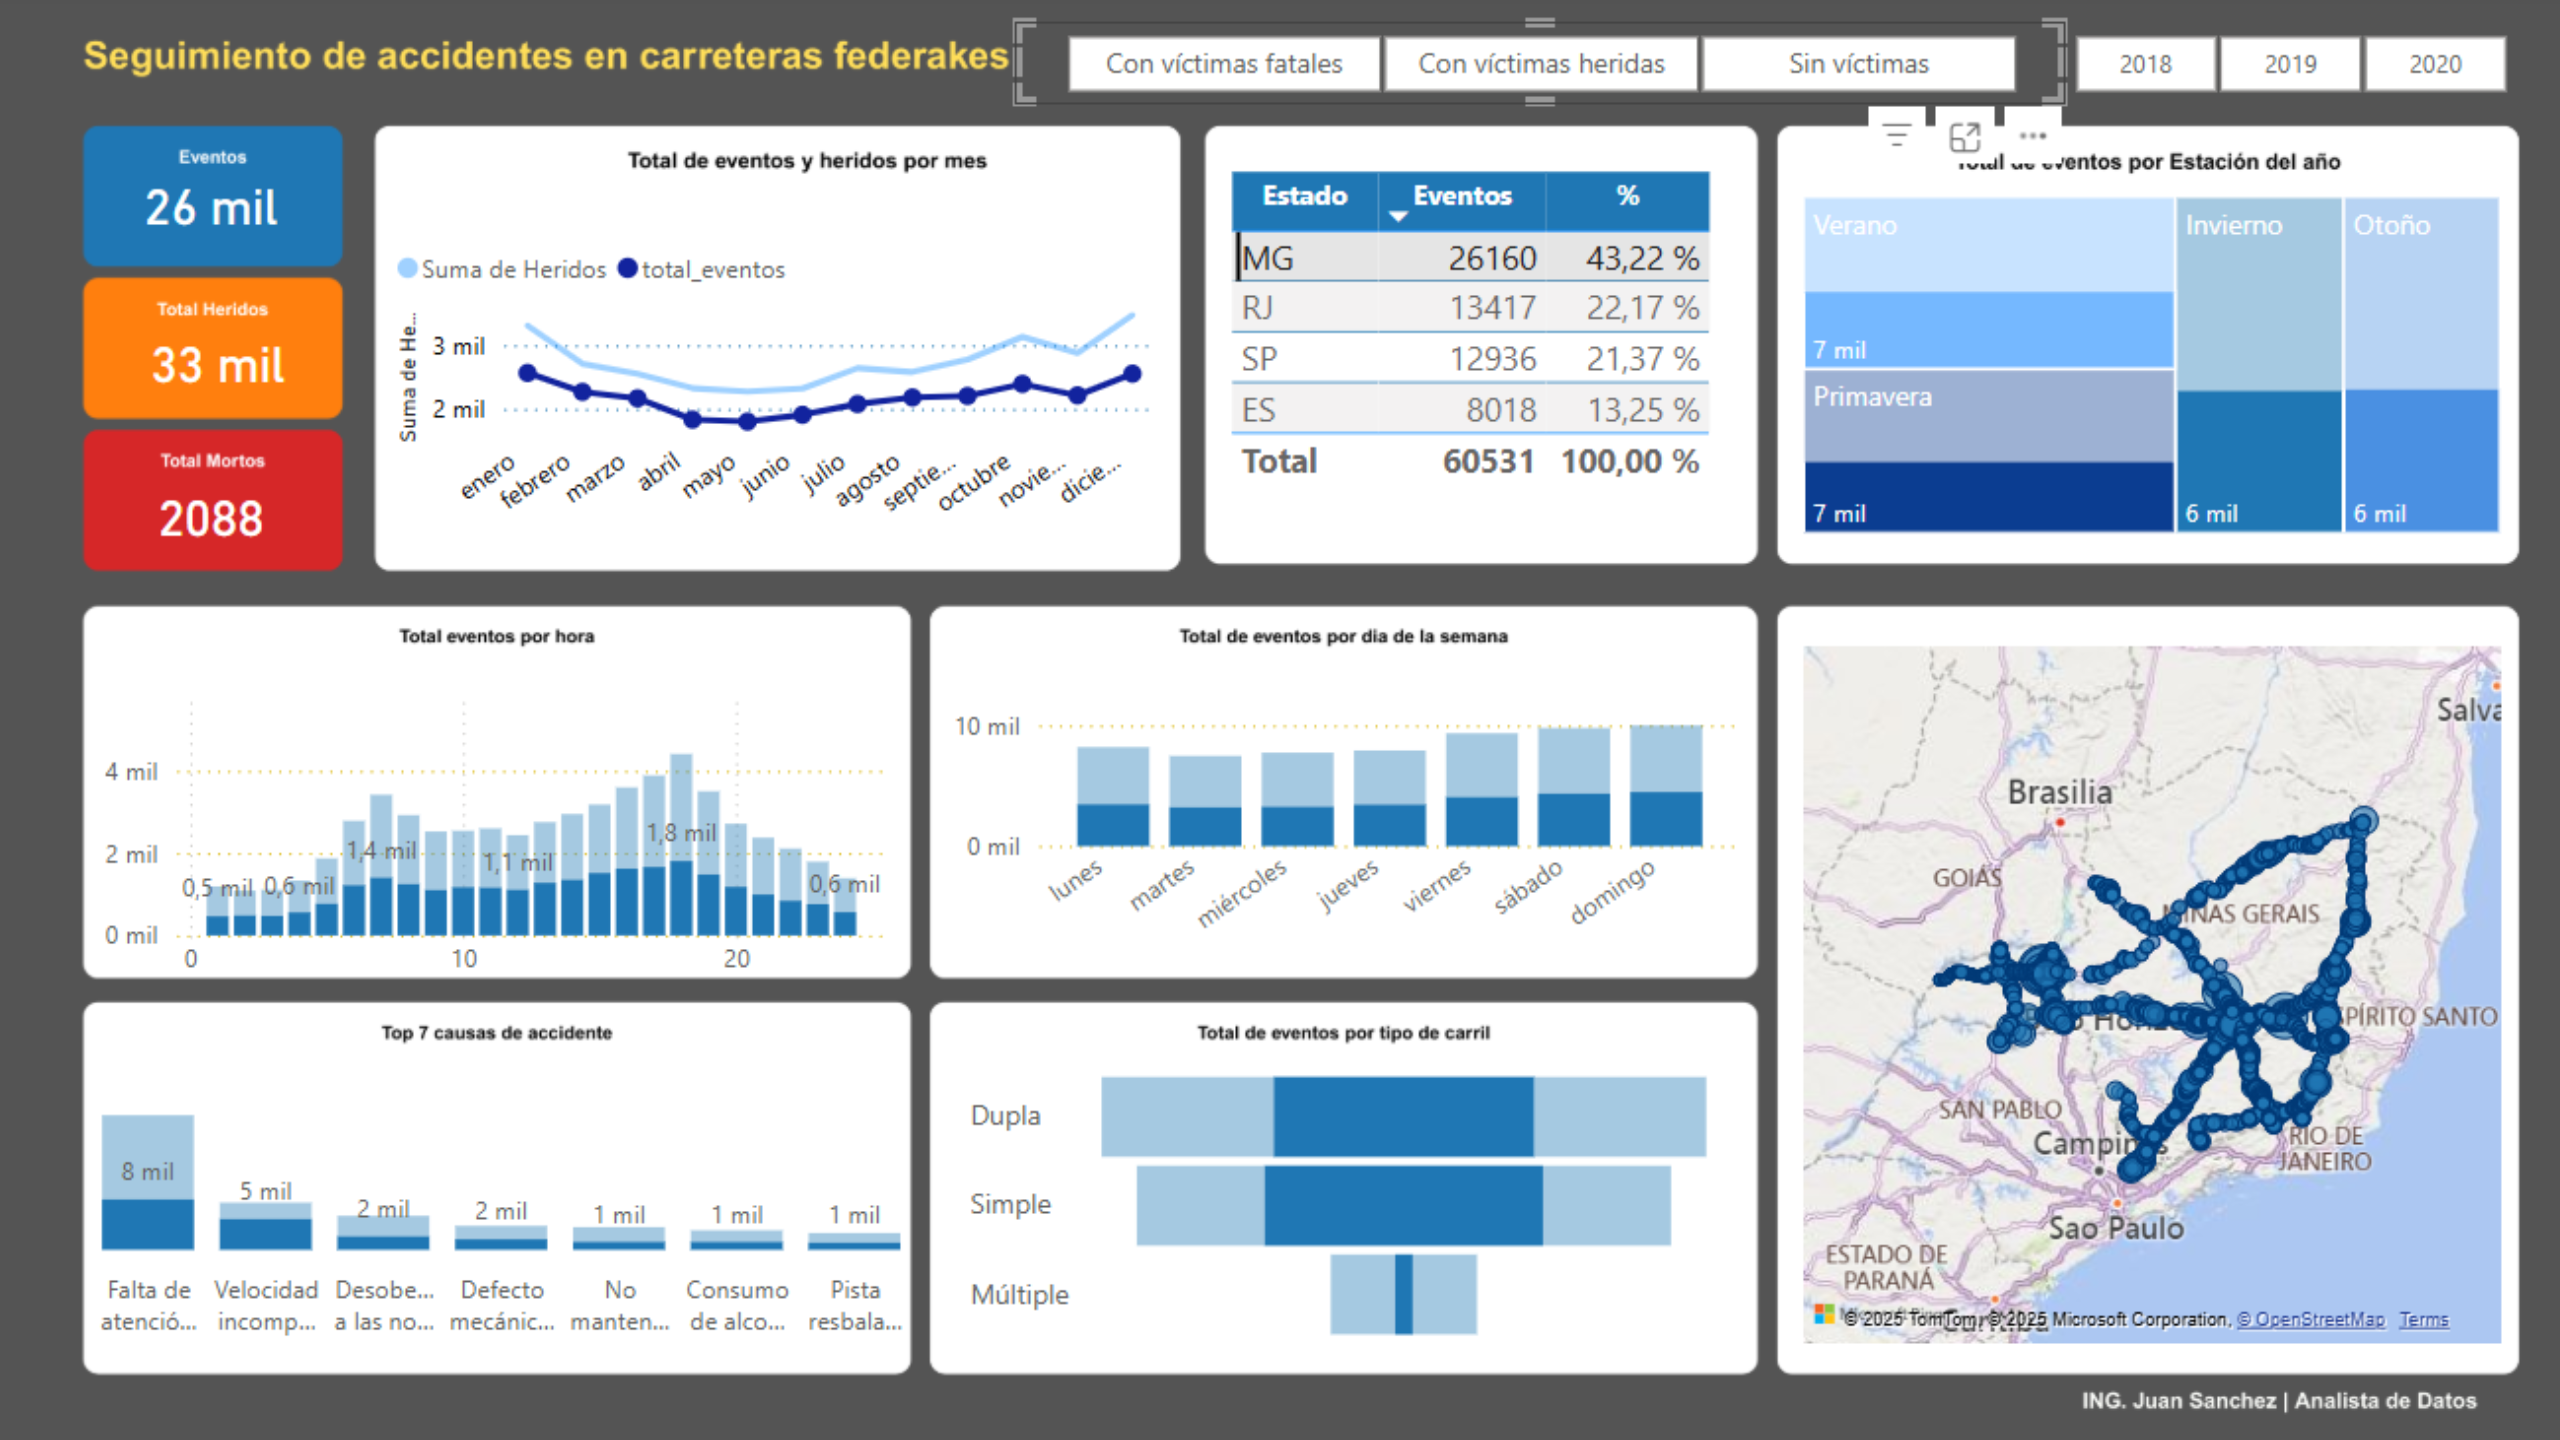 Seguimiento de accidentes en carreteras federakes
Con víctimas fatales
Con víctimas heridas
Sin víctimas
2018
2019
2020
Eventos
26 mil
Total Heridos
33 mil
Total Mortos
2088
Total de eventos y heridos por mes
Suma de Heridos
total_eventos
Suma de He...
3 mil
2 mil
enero
febrero
marzo
abril
mayo
junio
julio
agosto
septie...
octubre
novie...
dicie...
Estado Eventos %
MG 26160 43,22 %
RJ 13417 22,17 %
SP 12936 21,37 %
ES 8018 13,25 %
Total 60531 100,00 %
Total de eventos por Estación del año
Verano
7 mil
Primavera
7 mil
Invierno
6 mil
Otoño
6 mil
Total eventos por hora
4 mil
2 mil
0 mil
0,5 mil
0,6 mil
1,4 mil
1,1 mil
1,8 mil
0,6 mil
0
10
20
Total de eventos por dia de la semana
10 mil
0 mil
lunes
martes
miércoles
jueves
viernes
sábado
domingo
Salva
Brasilia
GOIÁS
MINAS GERAIS
PÍRITO SANTO
SAN PABLO
Campin
RIO DE
JANEIRO
Sao Paulo
ESTADO DE
PARANÁ
© 2025 TomTom, © 2025 Microsoft Corporation, © OpenStreetMap Terms
Top 7 causas de accidente
8 mil
5 mil
2 mil
2 mil
1 mil
1 mil
1 mil
Falta de
atenció...
Velocidad
incomp...
Desobe...
a las no...
Defecto
mecánic...
No
manten...
Consumo
de alco...
Pista
resbala...
Total de eventos por tipo de carril
Dupla
Simple
Múltiple
ING. Juan Sanchez | Analista de Datos